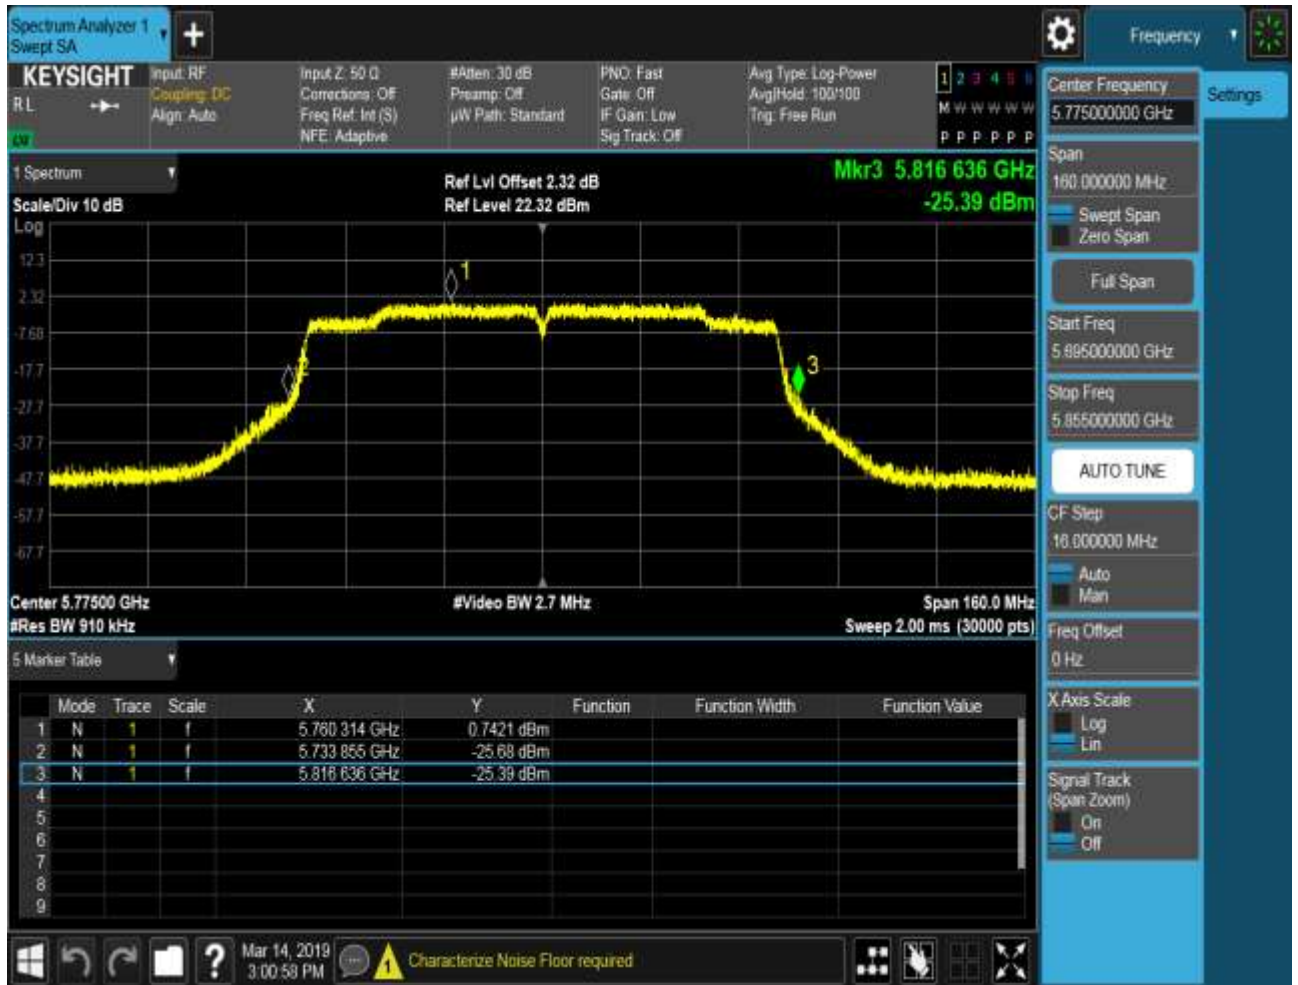 Spectrum Analyzer 1
Swept SA
Frequency
KEYSIGHT
R L
Input: RF
Coupling: DC
Align: Auto
Input Z: 50 Ω
Corrections: Off
Freq Ref: Int (S)
NFE: Adaptive
#Atten: 30 dB
Preamp: Off
µW Path: Standard
PNO: Fast
Gate: Off
IF Gain: Low
Sig Track: Off
Avg Type: Log-Power
Avg|Hold: 100/100
Trig: Free Run
1 2 3 4 5 6
M W W W W W
P P P P P P
1 Spectrum
Scale/Div 10 dB
Ref Lvl Offset 2.32 dB
Ref Level 22.32 dBm
Mkr3 5.816 636 GHz
-25.39 dBm
Log
12.3
2.32
-7.68
-17.7
-27.7
-37.7
-47.7
-57.7
-67.7
1
2
3
Center 5.77500 GHz
#Res BW 910 kHz
#Video BW 2.7 MHz
Span 160.0 MHz
Sweep 2.00 ms (30000 pts)
5 Marker Table
Mode Trace Scale X Y Function Function Width Function Value
1 N 1 f 5.760 314 GHz 0.7421 dBm
2 N 1 f 5.733 855 GHz -25.68 dBm
3 N 1 f 5.816 636 GHz -25.39 dBm
4
5
6
7
8
9
Mar 14, 2019
3:00:58 PM
Characterize Noise Floor required
Center Frequency
5.775000000 GHz
Settings
Span
160.000000 MHz
Swept Span
Zero Span
Full Span
Start Freq
5.695000000 GHz
Stop Freq
5.855000000 GHz
AUTO TUNE
CF Step
16.000000 MHz
Auto
Man
Freq Offset
0 Hz
X Axis Scale
Log
Lin
Signal Track
(Span Zoom)
On
Off